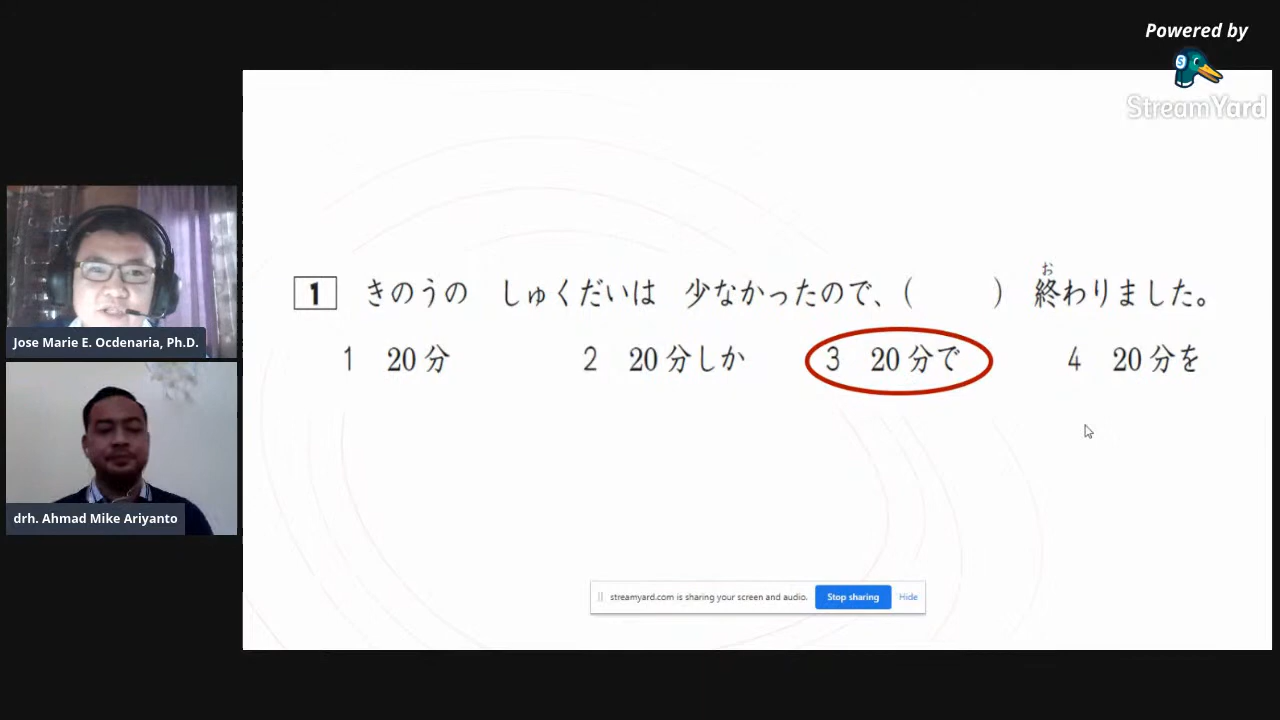 Powered by
StreamYard
お
1 きのうの しゅくだいは 少なかったので、( ) 終わりました。
1 20分 2 20分しか 3 20分で 4 20分を
Jose Marie E. Ocdenaria, Ph.D.
drh. Ahmad Mike Ariyanto
streamyard.com is sharing your screen and audio. Stop sharing Hide